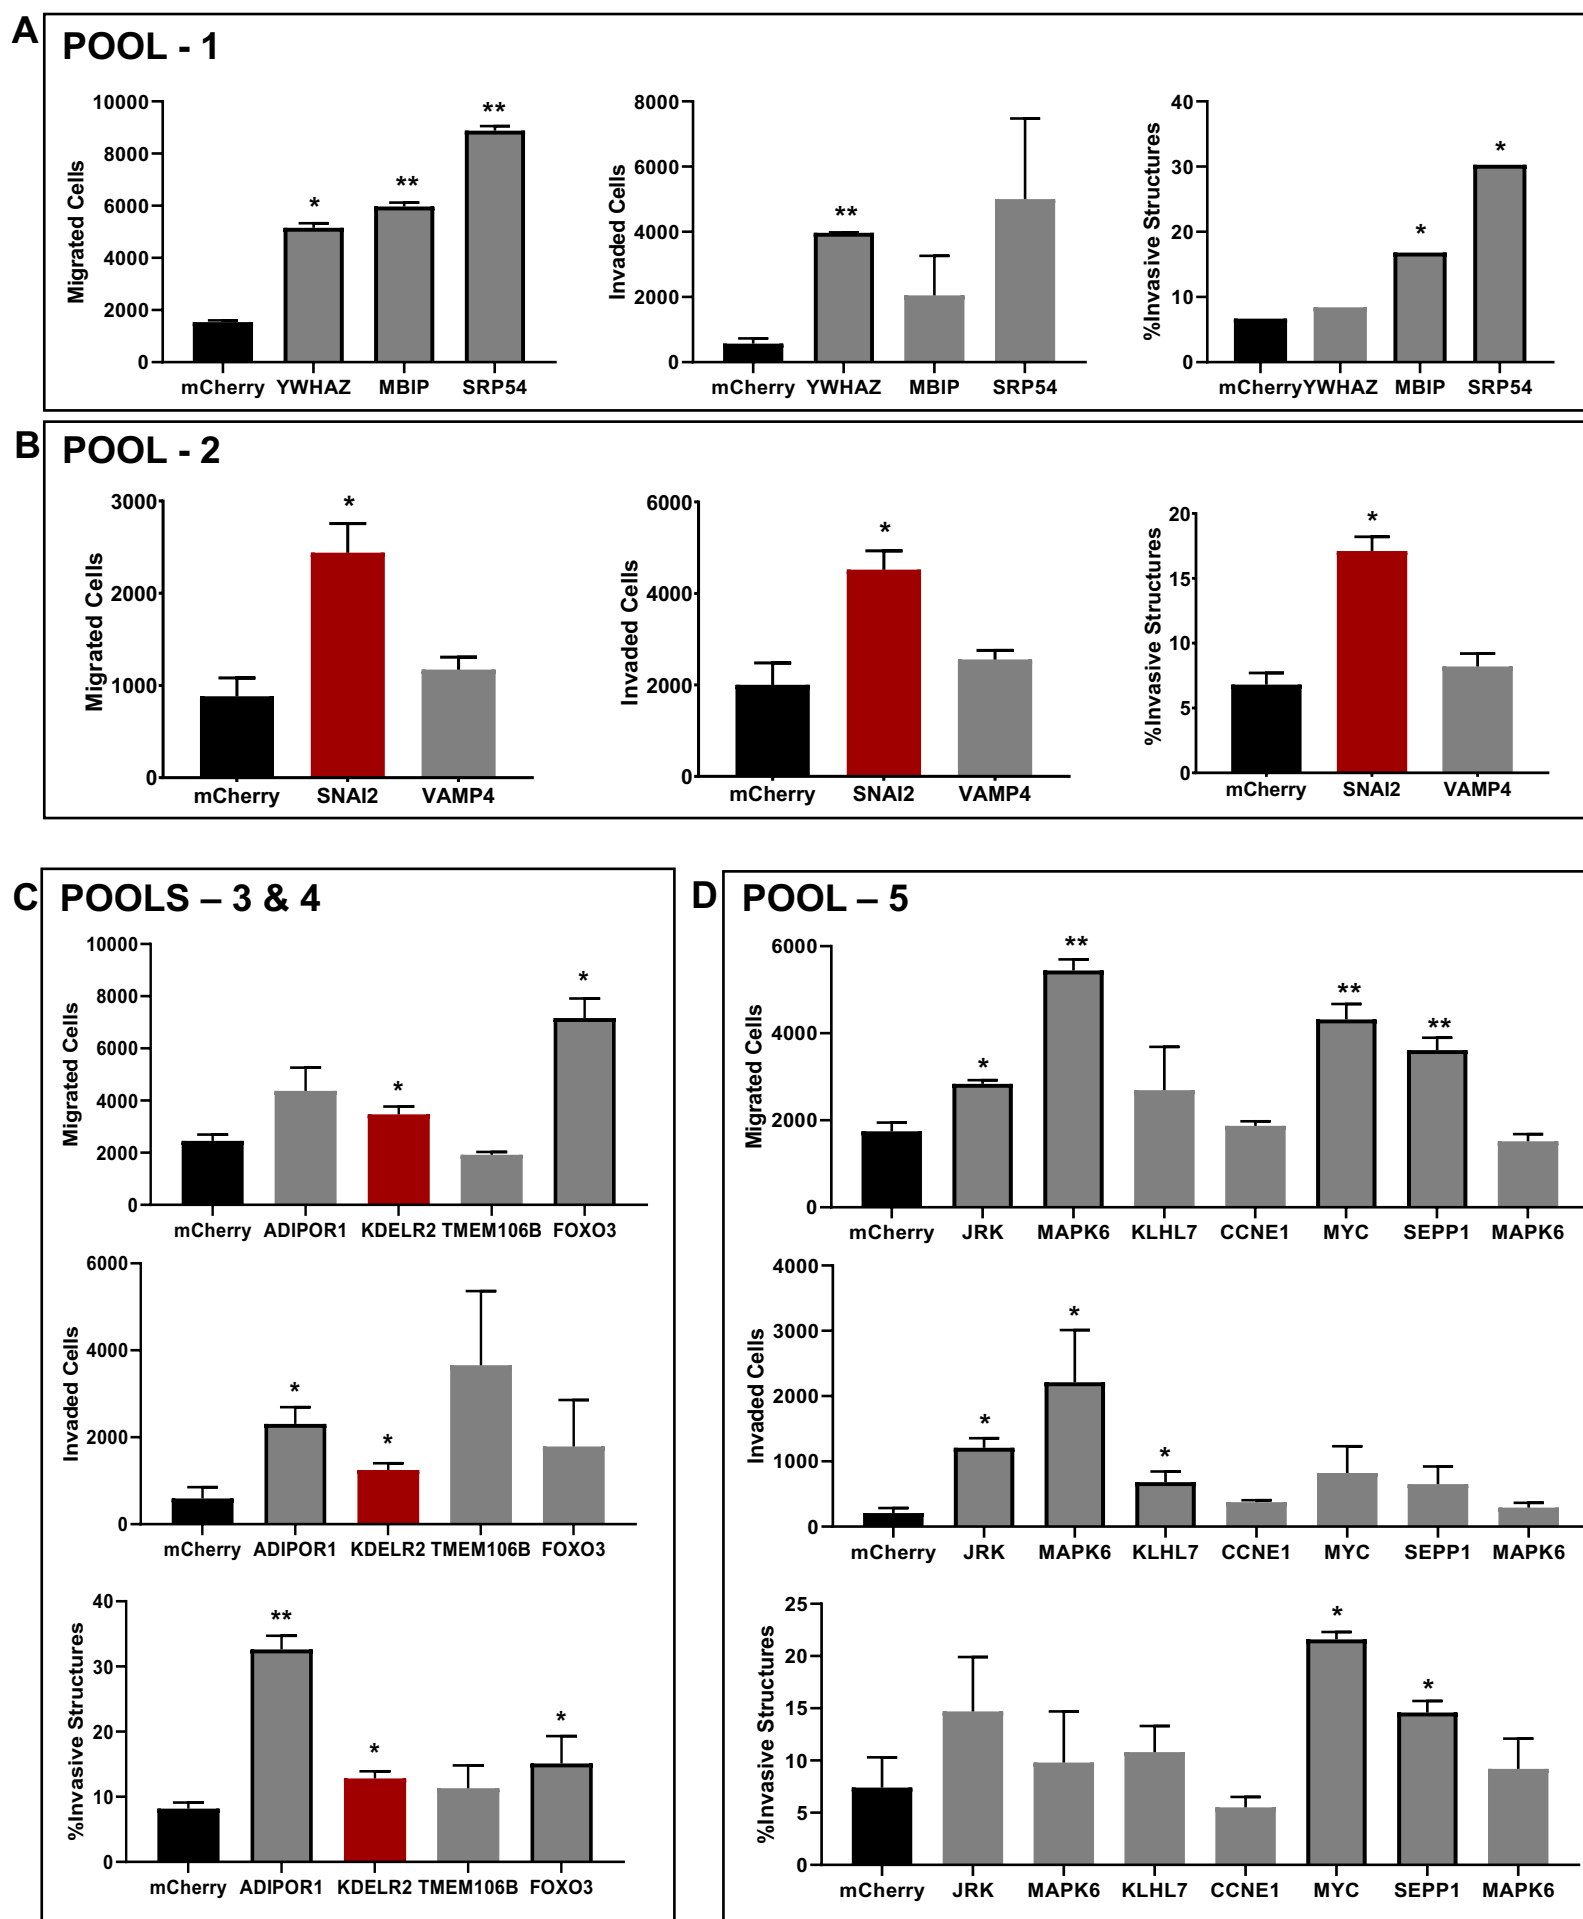 A
POOL - 1
Migrated Cells
10000
8000
6000
4000
2000
0
*
**
**
mCherry YWHAZ MBIP SRP54
Invaded Cells
8000
6000
4000
2000
0
**
mCherry YWHAZ MBIP SRP54
%Invasive Structures
40
30
20
10
0
*
*
mCherry YWHAZ MBIP SRP54
B
POOL - 2
Migrated Cells
3000
2000
1000
0
*
mCherry SNAI2 VAMP4
Invaded Cells
6000
4000
2000
0
*
mCherry SNAI2 VAMP4
%Invasive Structures
20
15
10
5
0
*
mCherry SNAI2 VAMP4
C
POOLS – 3 & 4
Migrated Cells
10000
8000
6000
4000
2000
0
*
*
mCherry ADIPOR1 KDELR2 TMEM106B FOXO3
Invaded Cells
6000
4000
2000
0
*
*
mCherry ADIPOR1 KDELR2 TMEM106B FOXO3
%Invasive Structures
40
30
20
10
0
**
*
*
mCherry ADIPOR1 KDELR2 TMEM106B FOXO3
D
POOL – 5
Migrated Cells
6000
4000
2000
0
*
**
**
**
mCherry JRK MAPK6 KLHL7 CCNE1 MYC SEPP1 MAPK6
Invaded Cells
4000
3000
2000
1000
0
*
*
*
mCherry JRK MAPK6 KLHL7 CCNE1 MYC SEPP1 MAPK6
%Invasive Structures
25
20
15
10
5
0
*
*
mCherry JRK MAPK6 KLHL7 CCNE1 MYC SEPP1 MAPK6